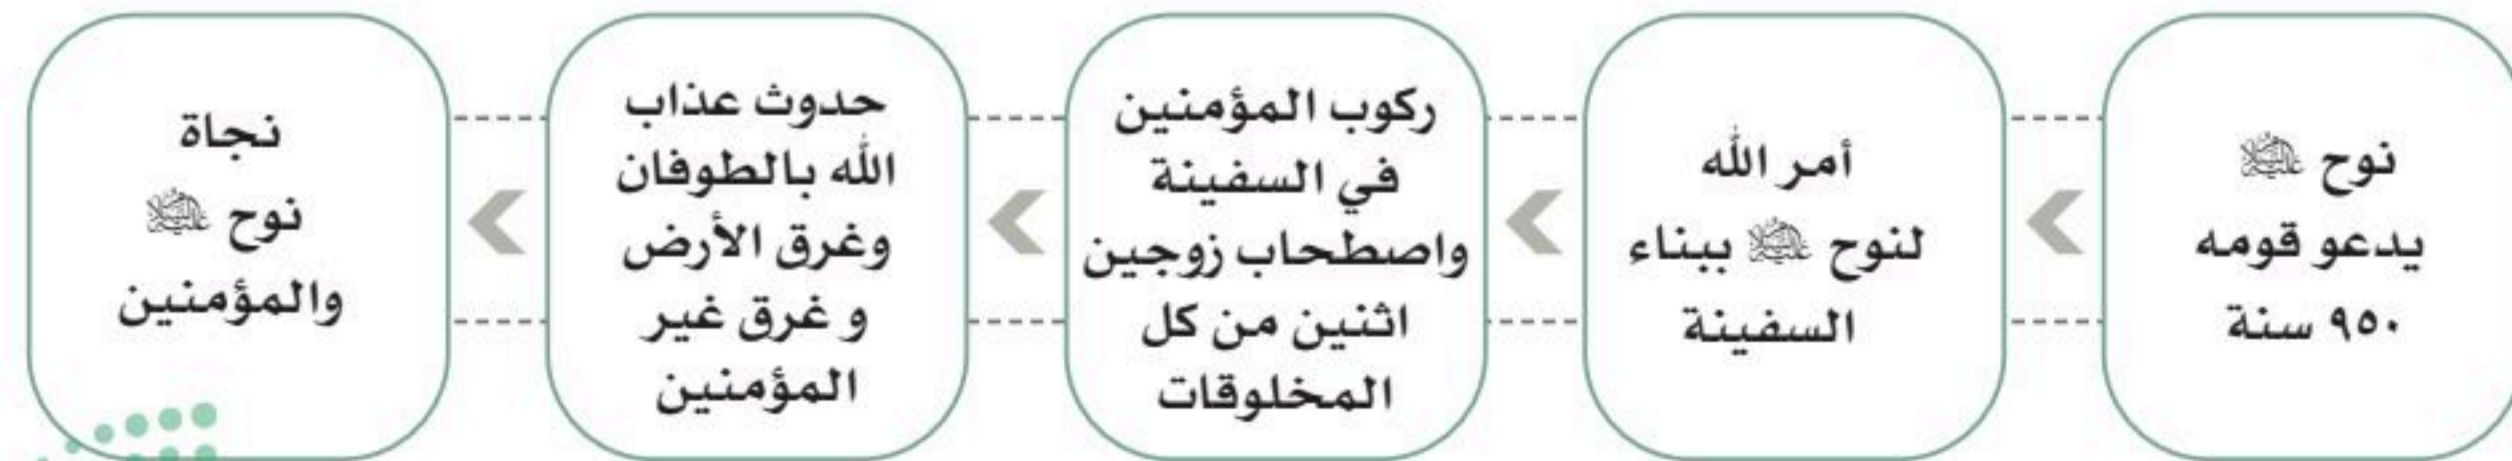 نوح عليه السلام
يدعو قومه
٩٥٠ سنة
أمر الله
لنوح عليه السلام ببناء
السفينة
ركوب المؤمنين
في السفينة
واصطحاب زوجين
اثنين من كل
المخلوقات
حدوث عذاب
الله بالطوفان
وغرق الأرض
و غرق غير
المؤمنين
نجاة
نوح عليه السلام
والمؤمنين